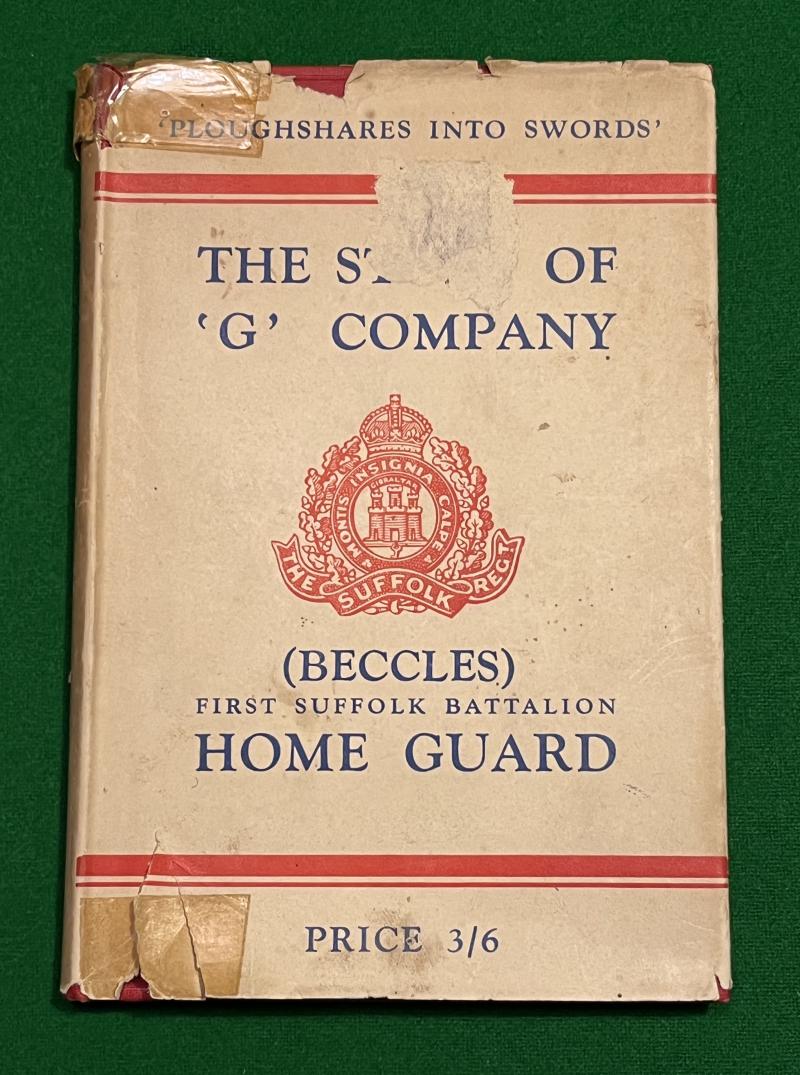 'PLOUGHSHARES INTO SWORDS'
THE ST OF
'G' COMPANY
MONTIS INSIGNIA CALPE
GIBRALTAR
THE SUFFOLK REGT
(BECCLES)
FIRST SUFFOLK BATTALION
HOME GUARD
PRICE 3/6